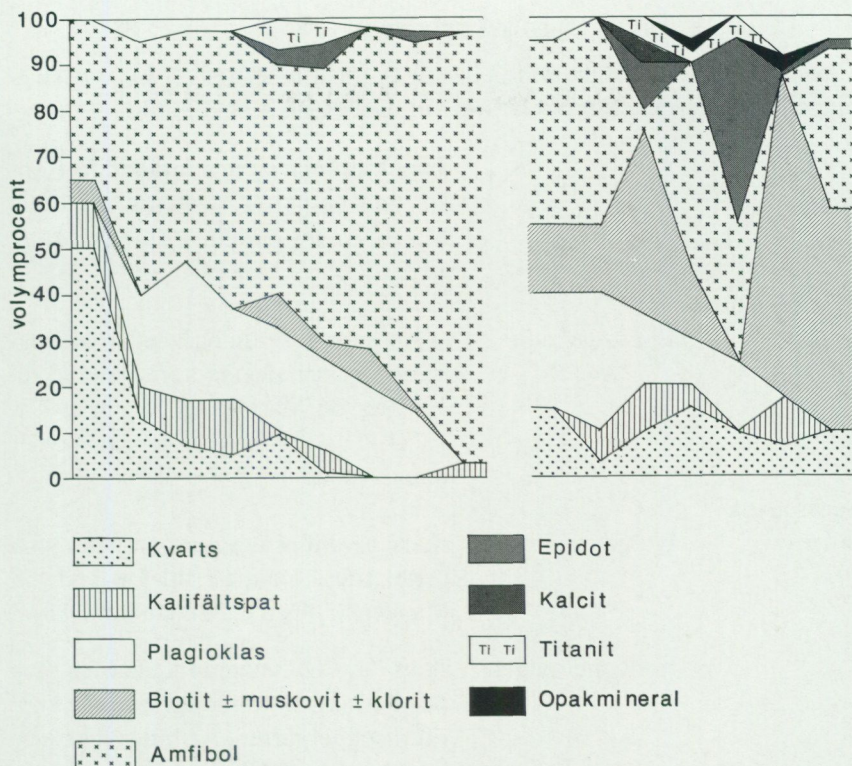 100
90
80
70
60
50
40
30
20
10
0
volymprocent
Ti
Ti Ti
Ti
Ti
Ti
Ti
Ti
Ti
Kvarts
Kalifältspat
Plagioklas
Biotit ± muskovit ± klorit
Amfibol
Epidot
Kalcit
Ti Ti Titanit
Opakmineral